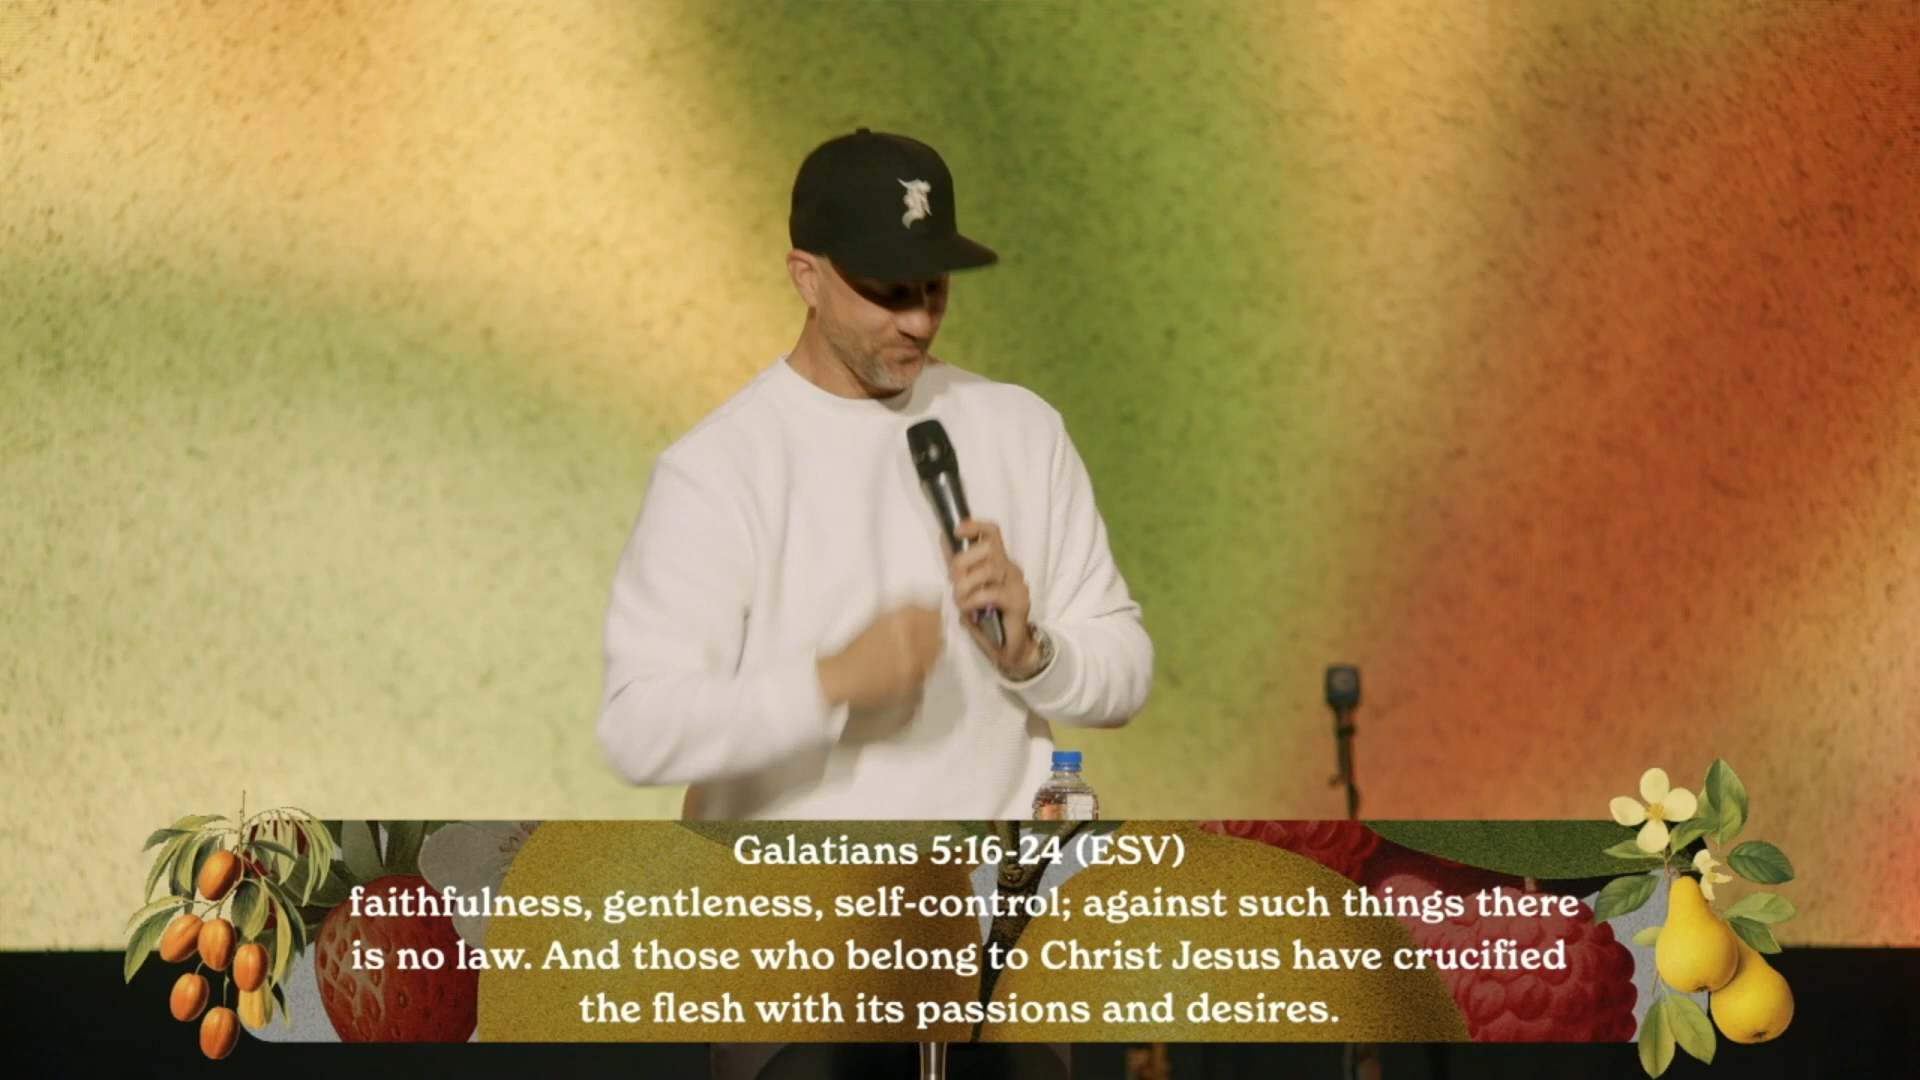 Galatians 5:16-24 (ESV)
faithfulness, gentleness, self-control; against such things there
is no law. And those who belong to Christ Jesus have crucified
the flesh with its passions and desires.